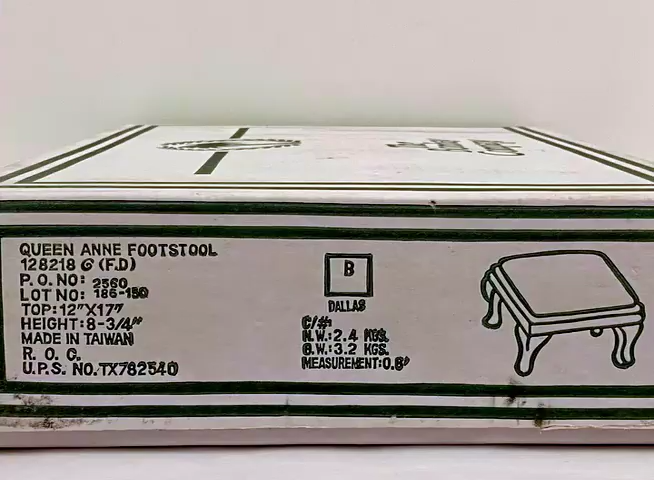 QUEEN ANNE FOOTSTOOL
128218 G (F.D)
P.O.NO: 2560
LOT NO: 186-150
TOP:12"X17"
HEIGHT:8-3/4"
MADE IN TAIWAN
R. O. C.
U.P.S. NO.TX782540
B
DALLAS
C/#:
N.W.:2.4 KGS.
G.W.:3.2 KGS.
MEASUREMENT:0.6'